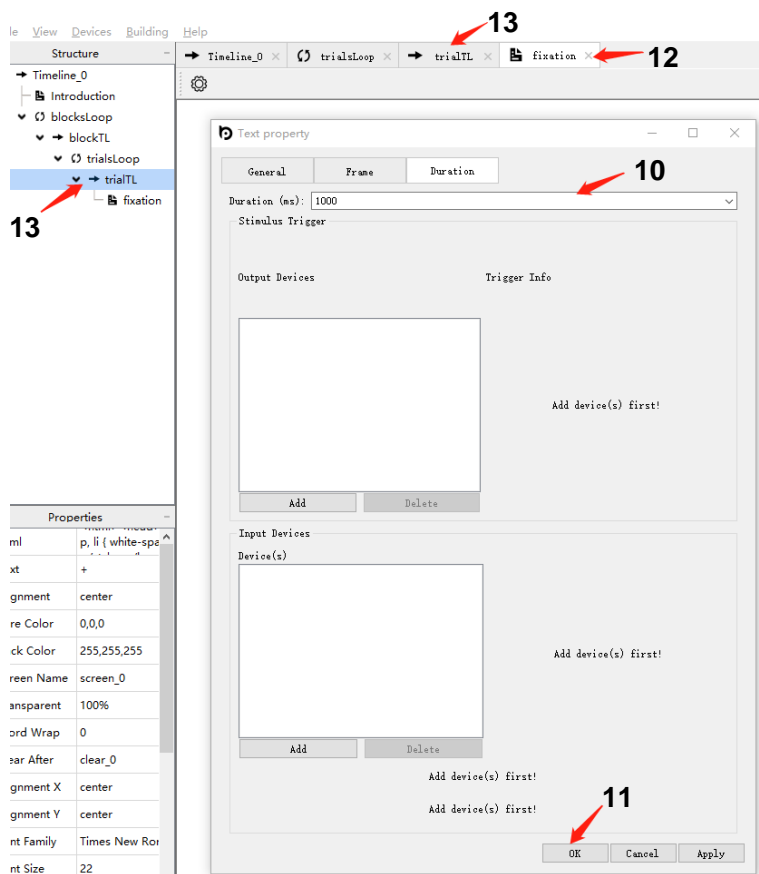 le View Devices Building Help
13
Structure
Timeline_0 trialsLoop trialTL fixation
12
Timeline_0
Introduction
blocksLoop
blockTL
trialsLoop
trialTL
fixation
13
Text property
General Frame Duration
10
Duration (ms): 1000
Stimulus Trigger
Output Devices Trigger Info
Add device(s) first!
Add Delete
Input Devices
Device(s)
Add device(s) first!
Add Delete
Add device(s) first!
Add device(s) first!
11
OK Cancel Apply
Properties
ml p, li { white-spa
xt +
gnment center
re Color 0,0,0
ck Color 255,255,255
reen Name screen_0
ansparent 100%
ord Wrap 0
ear After clear_0
gnment X center
gnment Y center
nt Family Times New Ror
nt Size 22